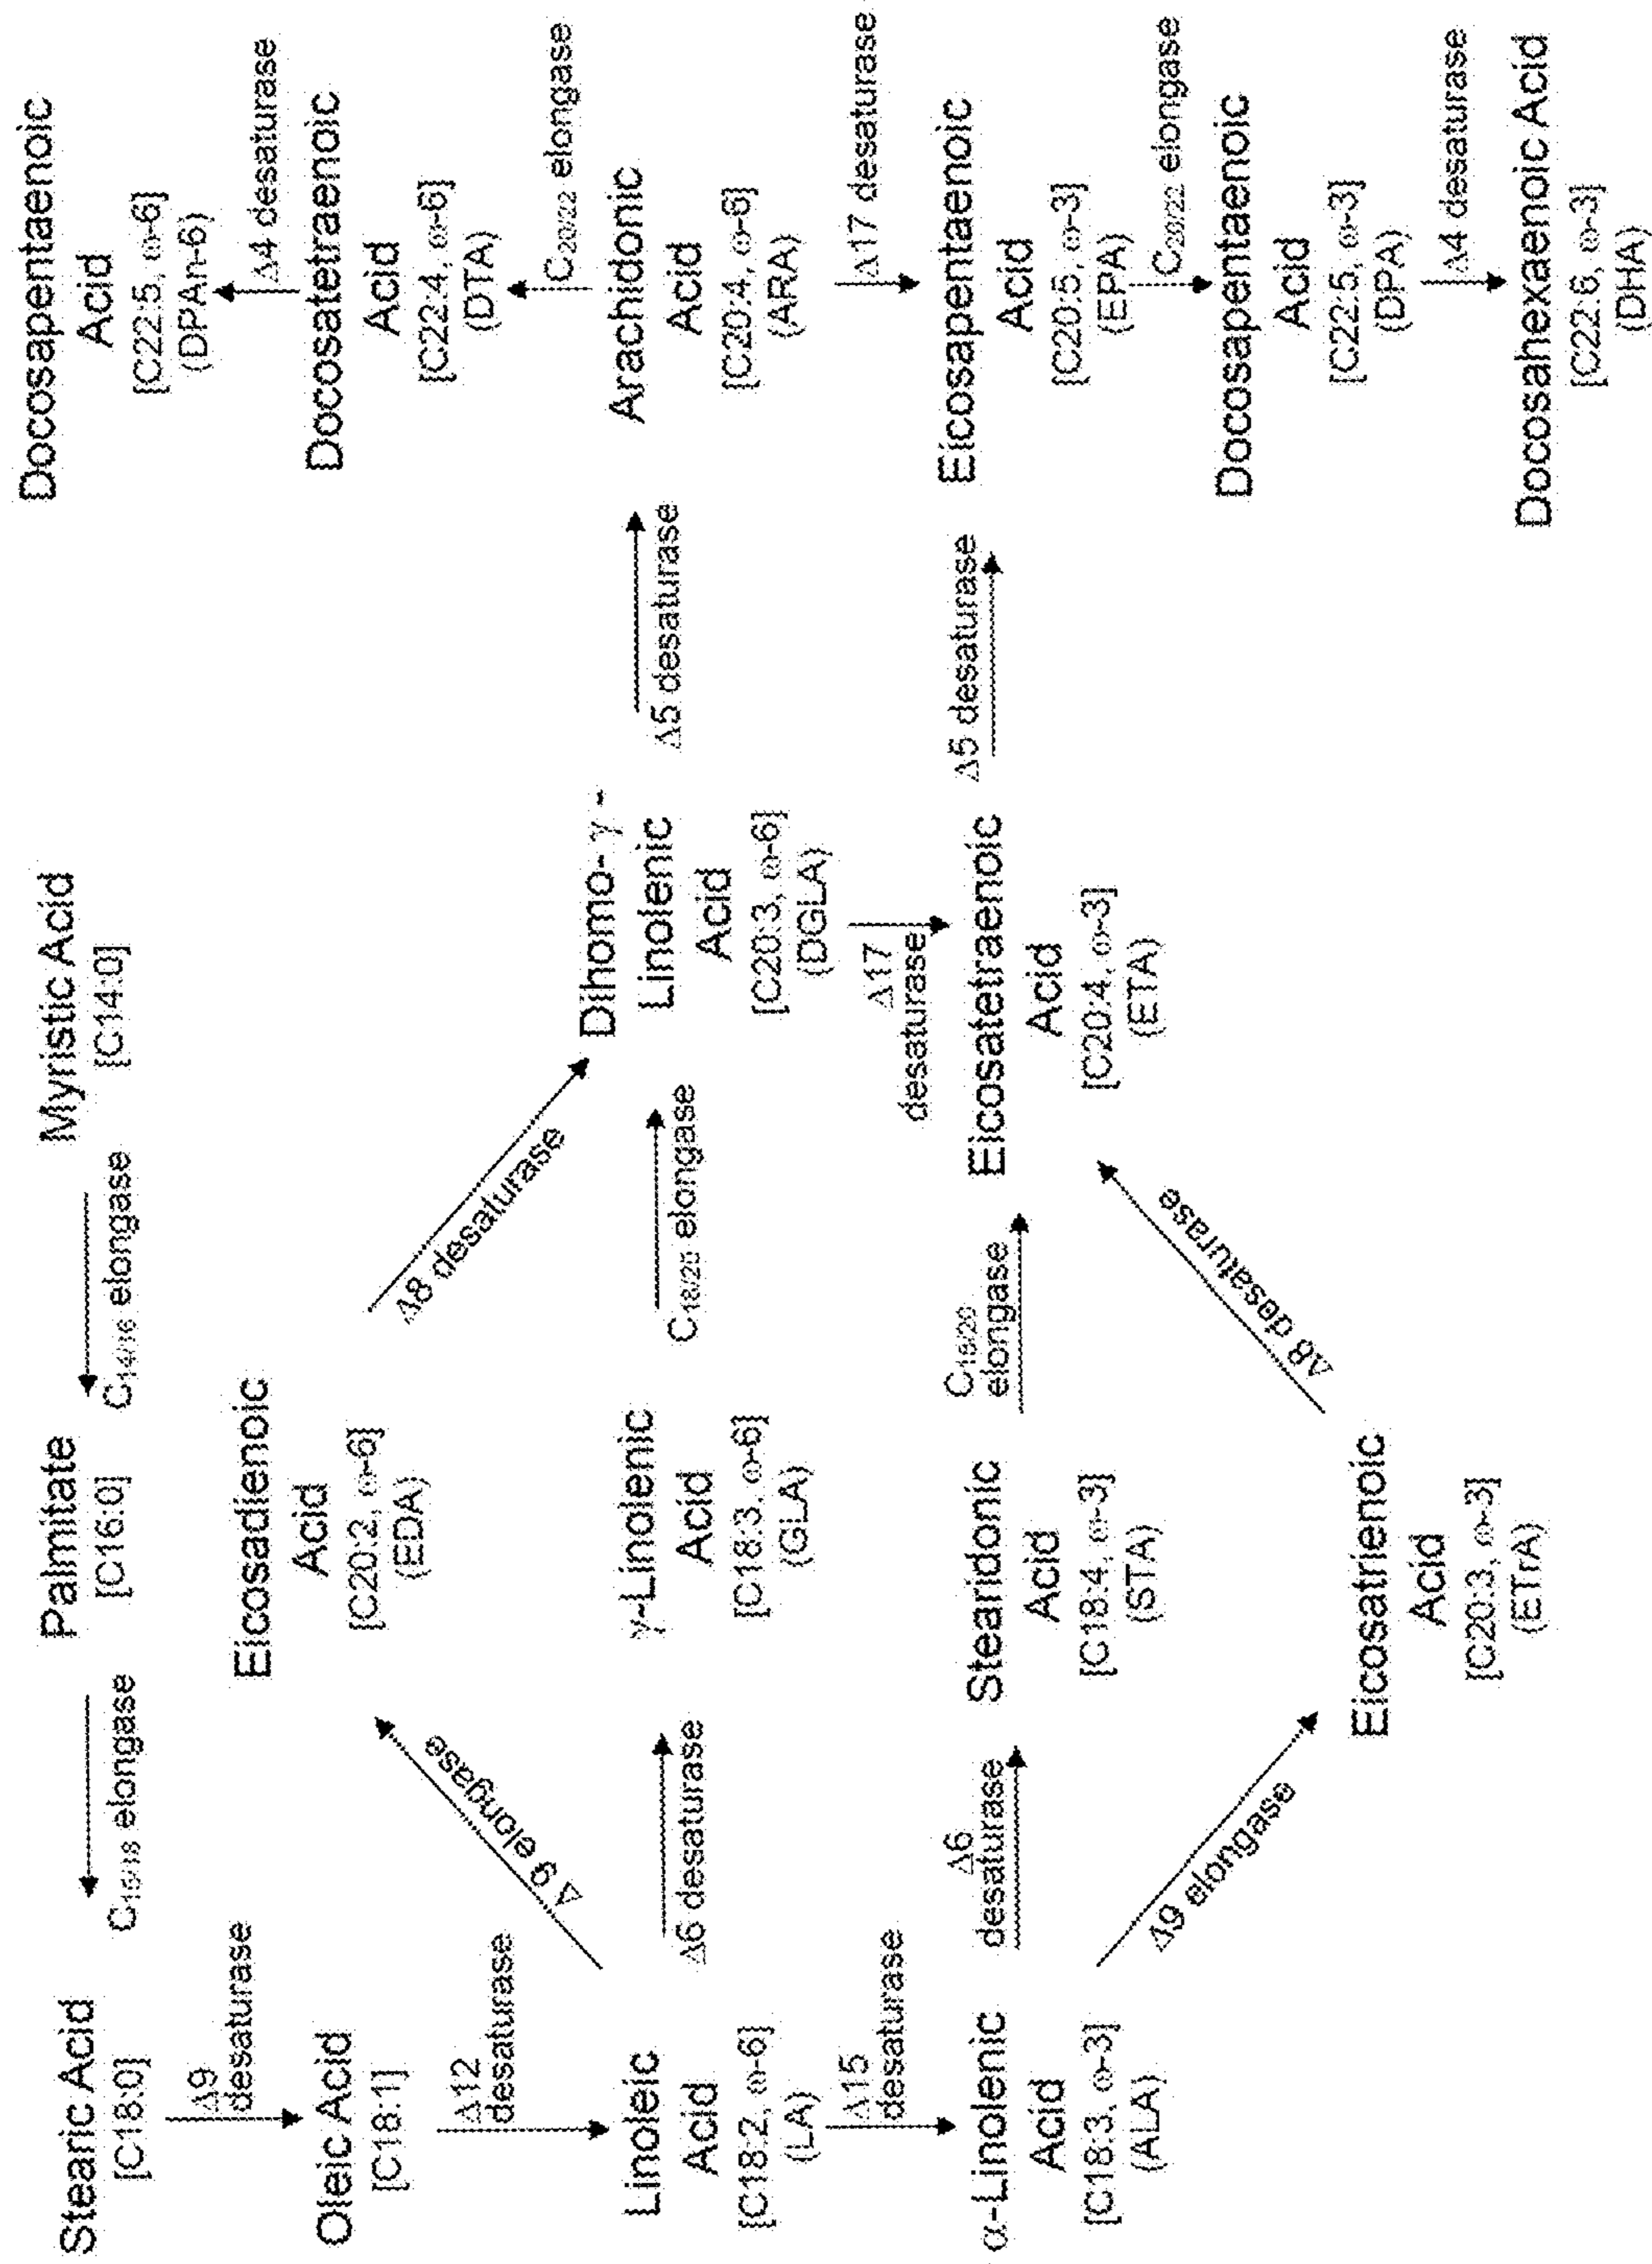 Stearic Acid
[C18:0]
C16/18 elongase
Palmitate
[C16:0]
C14/16 elongase
Myristic Acid
[C14:0]
Δ9
desaturase
Oleic Acid
[C18:1]
Δ12
desaturase
Linoleic
Acid
[C18:2, ω-6]
(LA)
Δ15
desaturase
α-Linolenic
Acid
[C18:3, ω-3]
(ALA)
Δ 9 elongase
Δ6 desaturase
Δ6
desaturase
Δ9 elongase
Eicosadienoic
Acid
[C20:2, ω-6]
(EDA)
γ-Linolenic
Acid
[C18:3, ω-6]
(GLA)
Stearidonic
Acid
[C18:4, ω-3]
(STA)
Eicosatrienoic
Acid
[C20:3, ω-3]
(ETrA)
Δ8 desaturase
C18/20 elongase
C18/20
elongase
Δ8 desaturase
Dihomo- γ -
Linolenic
Acid
[C20:3, ω-6]
(DGLA)
Δ17
desaturase
Eicosatetraenoic
Acid
[C20:4, ω-3]
(ETA)
Δ5 desaturase
Δ5 desaturase
Docosapentaenoic
Acid
[C22:5, ω-6]
(DPAn-6)
Δ4 desaturase
Docosatetraenoic
Acid
[C22:4, ω-6]
(DTA)
C20/22 elongase
Arachidonic
Acid
[C20:4, ω-6]
(ARA)
Δ17 desaturase
Eicosapentaenoic
Acid
[C20:5, ω-3]
(EPA)
C20/22 elongase
Docosapentaenoic
Acid
[C22:5, ω-3]
(DPA)
Δ4 desaturase
Docosahexaenoic Acid
[C22:6, ω-3]
(DHA)